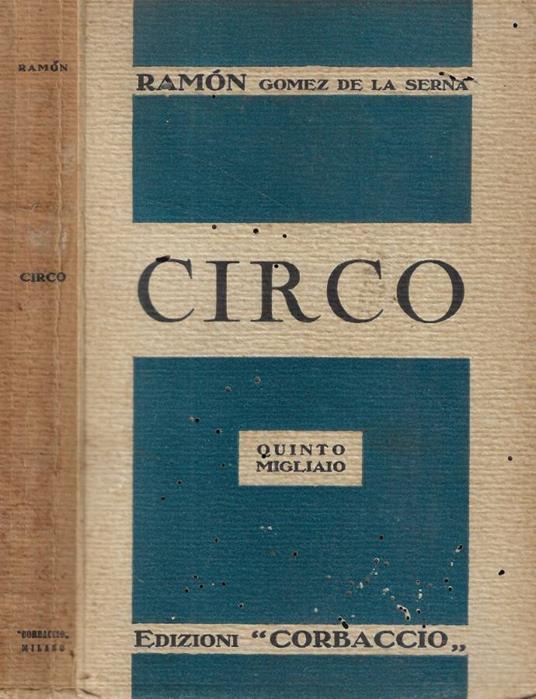 RAMÓN
CIRCO
"CORBACCIO„
MILANO
RAMÓN GOMEZ DE LA SERNA
CIRCO
QUINTO
MIGLIAIO
EDIZIONI “CORBACCIO„